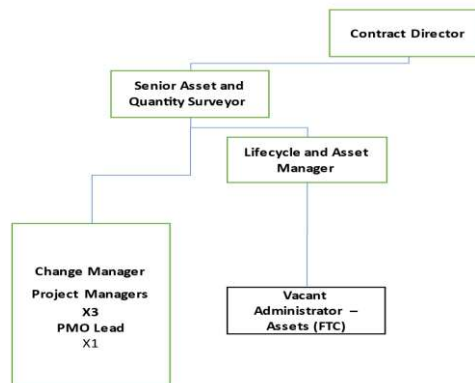 Contract Director
Senior Asset and
Quantity Surveyor
Lifecycle and Asset
Manager
Change Manager
Project Managers
X3
PMO Lead
X1
Vacant
Administrator –
Assets (FTC)